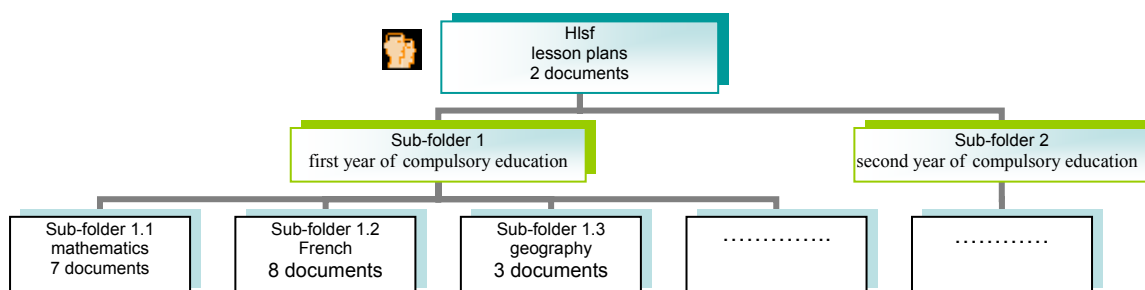 Hlsf
lesson plans
2 documents
Sub-folder 1
first year of compulsory education
Sub-folder 2
second year of compulsory education
Sub-folder 1.1
mathematics
7 documents
Sub-folder 1.2
French
8 documents
Sub-folder 1.3
geography
3 documents
…………..
…………